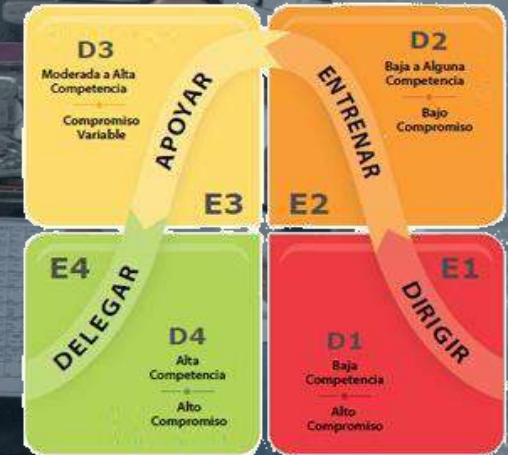 D3
Moderada a Alta
Competencia
Compromiso
Variable
APOYAR
E3
D2
Baja a Alguna
Competencia
Bajo
Compromiso
ENTRENAR
E2
E4
DELEGAR
D4
Alta
Competencia
Alto
Compromiso
E1
DIRIGIR
D1
Baja
Competencia
Alto
Compromiso